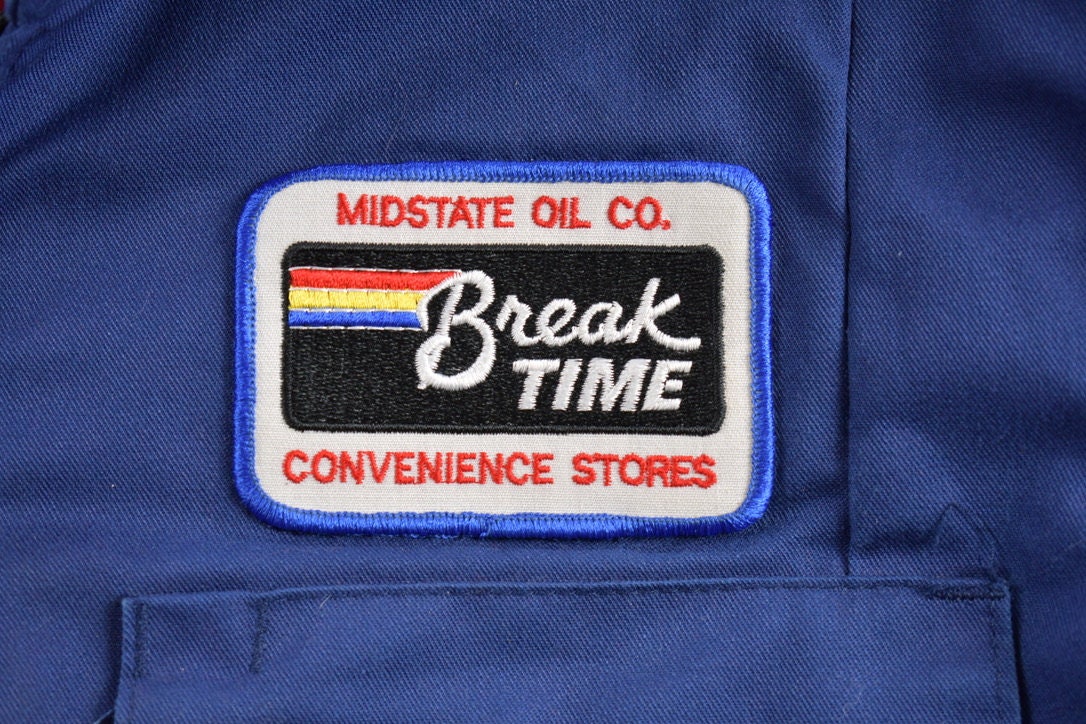 MIDSTATE OIL CO.
Break
TIME
CONVENIENCE STORES